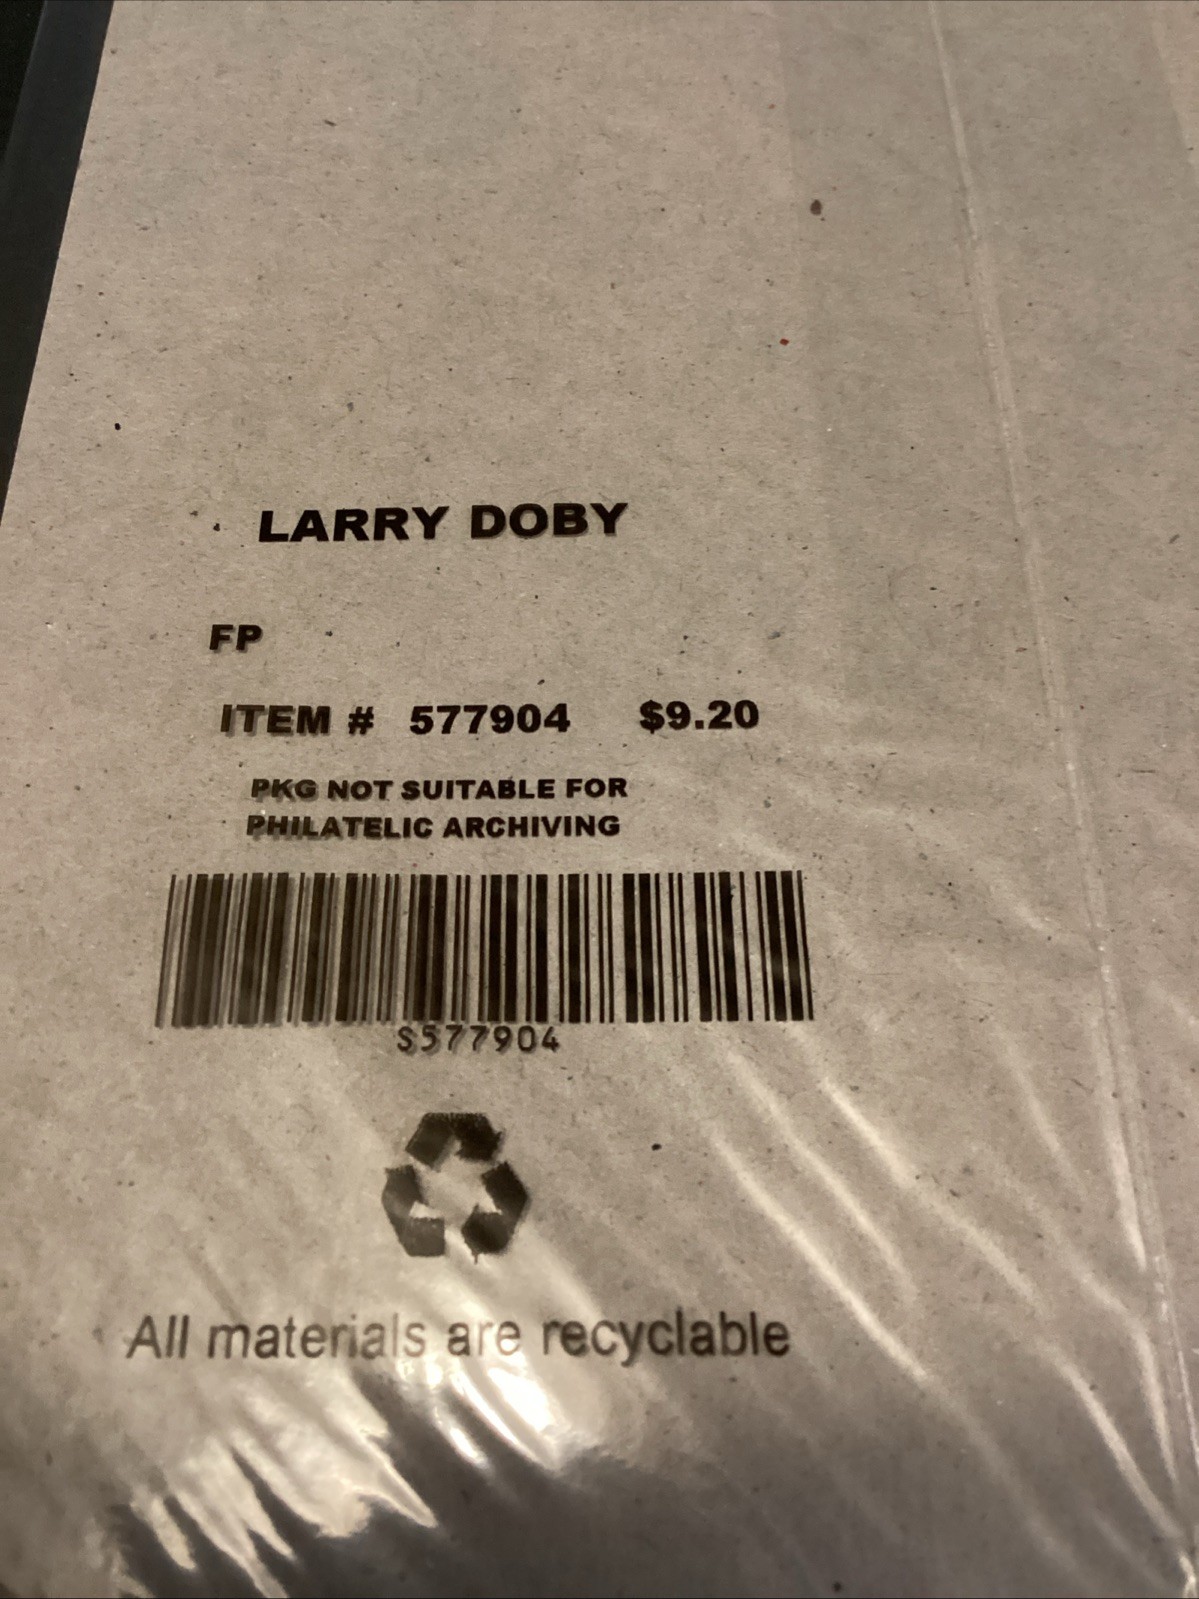 LARRY DOBY
FP
ITEM # 577904 $9.20
PKG NOT SUITABLE FOR
PHILATELIC ARCHIVING
S577904
All materials are recyclable